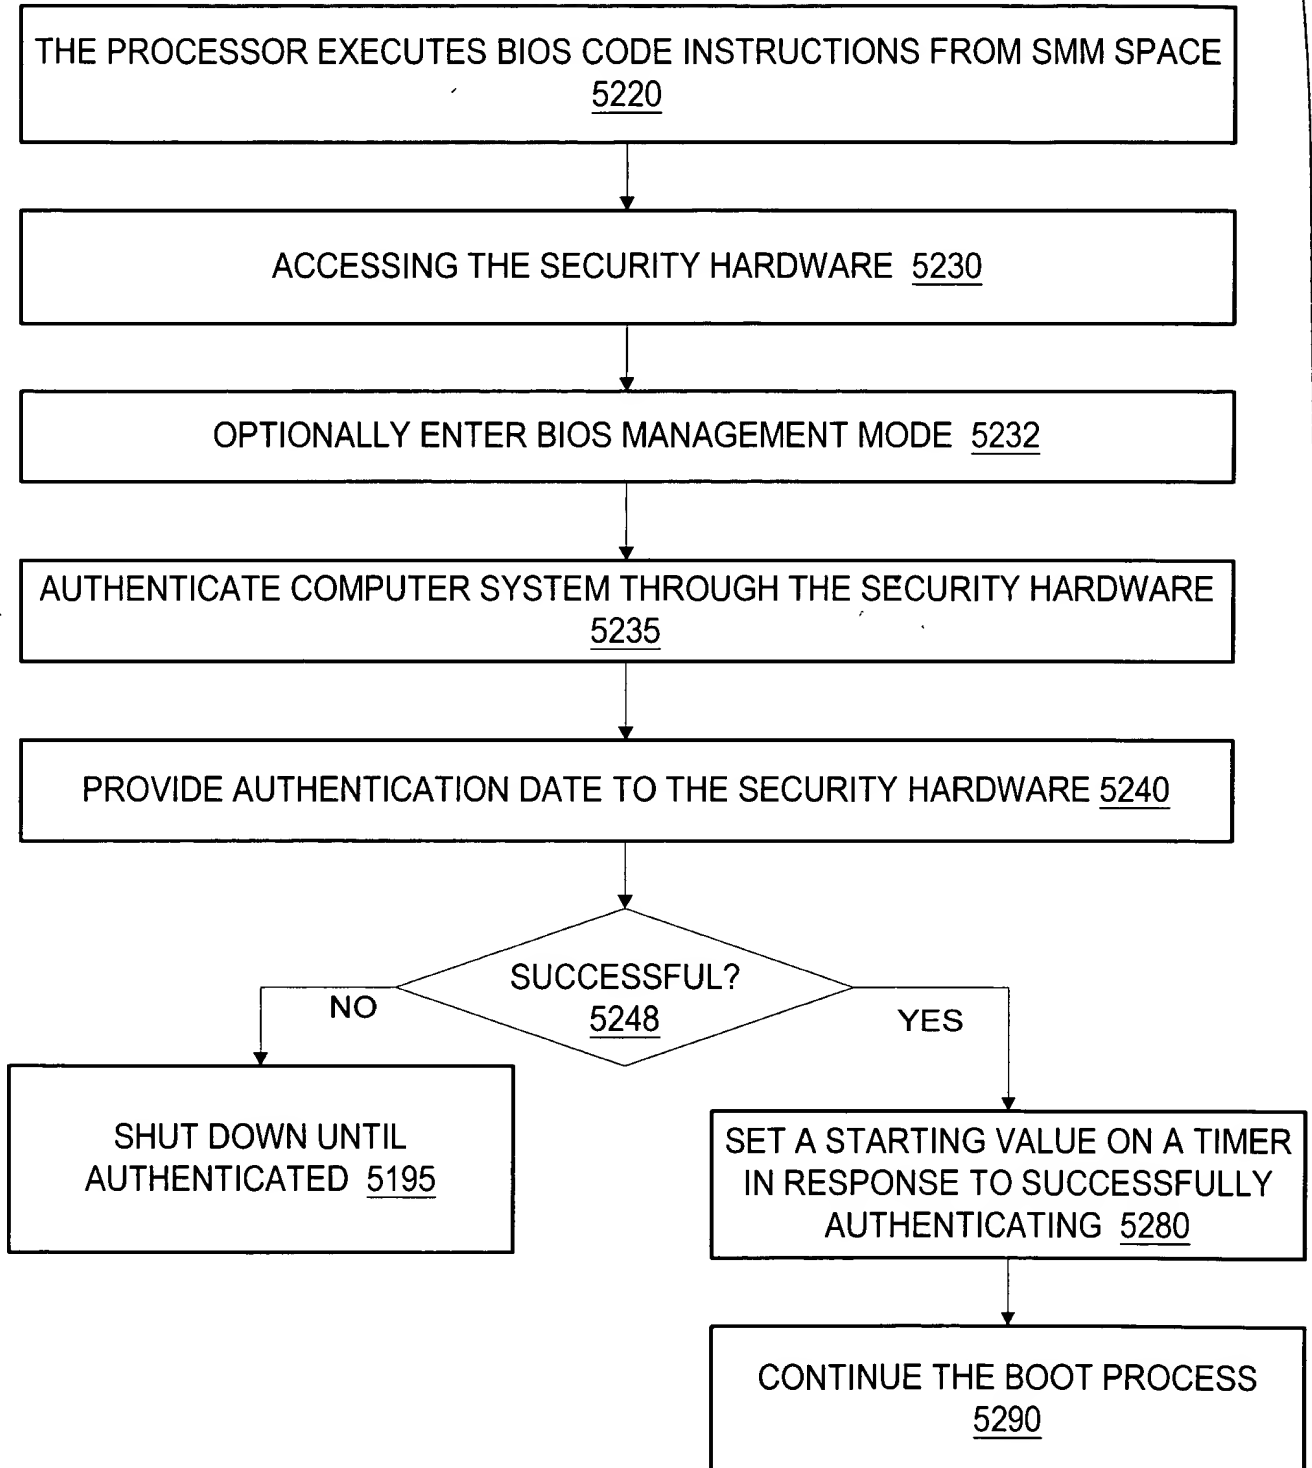 THE PROCESSOR EXECUTES BIOS CODE INSTRUCTIONS FROM SMM SPACE
5220
ACCESSING THE SECURITY HARDWARE 5230
OPTIONALLY ENTER BIOS MANAGEMENT MODE 5232
AUTHENTICATE COMPUTER SYSTEM THROUGH THE SECURITY HARDWARE
5235
PROVIDE AUTHENTICATION DATE TO THE SECURITY HARDWARE 5240
SUCCESSFUL?
5248
NO
YES
SHUT DOWN UNTIL
AUTHENTICATED 5195
SET A STARTING VALUE ON A TIMER
IN RESPONSE TO SUCCESSFULLY
AUTHENTICATING 5280
CONTINUE THE BOOT PROCESS
5290